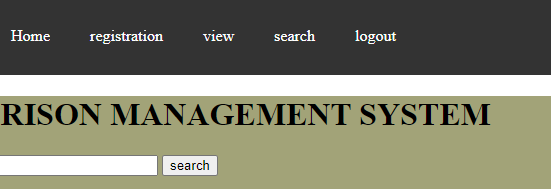 Home registration view search logout
RISON MANAGEMENT SYSTEM
search